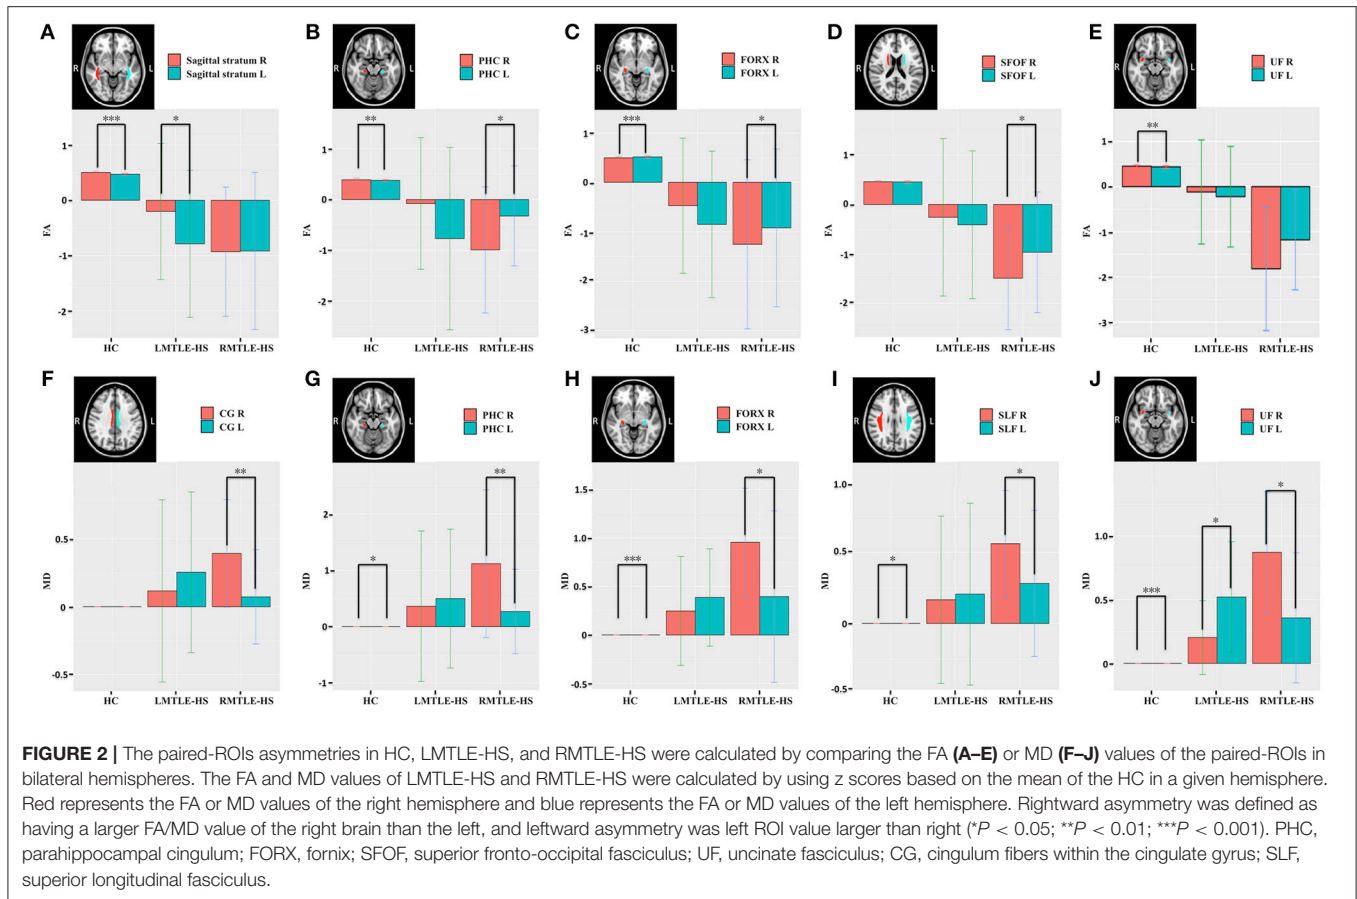 A
R
L
Sagittal stratum R
Sagittal stratum L
***
*
1
0
-1
-2
FA
HC
LMTLE-HS
RMTLE-HS
B
R
L
PHC R
PHC L
**
*
1
0
-1
-2
FA
HC
LMTLE-HS
RMTLE-HS
C
R
L
FORX R
FORX L
***
*
1
0
-1
-2
-3
FA
HC
LMTLE-HS
RMTLE-HS
D
R
L
SFOF R
SFOF L
*
1
0
-1
-2
FA
HC
LMTLE-HS
RMTLE-HS
E
R
L
UF R
UF L
**
1
0
-1
-2
-3
FA
HC
LMTLE-HS
RMTLE-HS
F
R
L
CG R
CG L
**
0.5
0
-0.5
MD
HC
LMTLE-HS
RMTLE-HS
G
R
L
PHC R
PHC L
*
**
2
1
0
-1
MD
HC
LMTLE-HS
RMTLE-HS
H
R
L
FORX R
FORX L
***
*
1.5
1.0
0.5
0
-0.5
MD
HC
LMTLE-HS
RMTLE-HS
I
R
L
SLF R
SLF L
*
*
1.0
0.5
0
-0.5
MD
HC
LMTLE-HS
RMTLE-HS
J
R
L
UF R
UF L
***
*
*
1.0
0.5
0
MD
HC
LMTLE-HS
RMTLE-HS
FIGURE 2 | The paired-ROIs asymmetries in HC, LMTLE-HS, and RMTLE-HS were calculated by comparing the FA (A–E) or MD (F–J) values of the paired-ROIs in
bilateral hemispheres. The FA and MD values of LMTLE-HS and RMTLE-HS were calculated by using z scores based on the mean of the HC in a given hemisphere.
Red represents the FA or MD values of the right hemisphere and blue represents the FA or MD values of the left hemisphere. Rightward asymmetry was defined as
having a larger FA/MD value of the right brain than the left, and leftward asymmetry was left ROI value larger than right (*P < 0.05; **P < 0.01; ***P < 0.001). PHC,
parahippocampal cingulum; FORX, fornix; SFOF, superior fronto-occipital fasciculus; UF, uncinate fasciculus; CG, cingulum fibers within the cingulate gyrus; SLF,
superior longitudinal fasciculus.